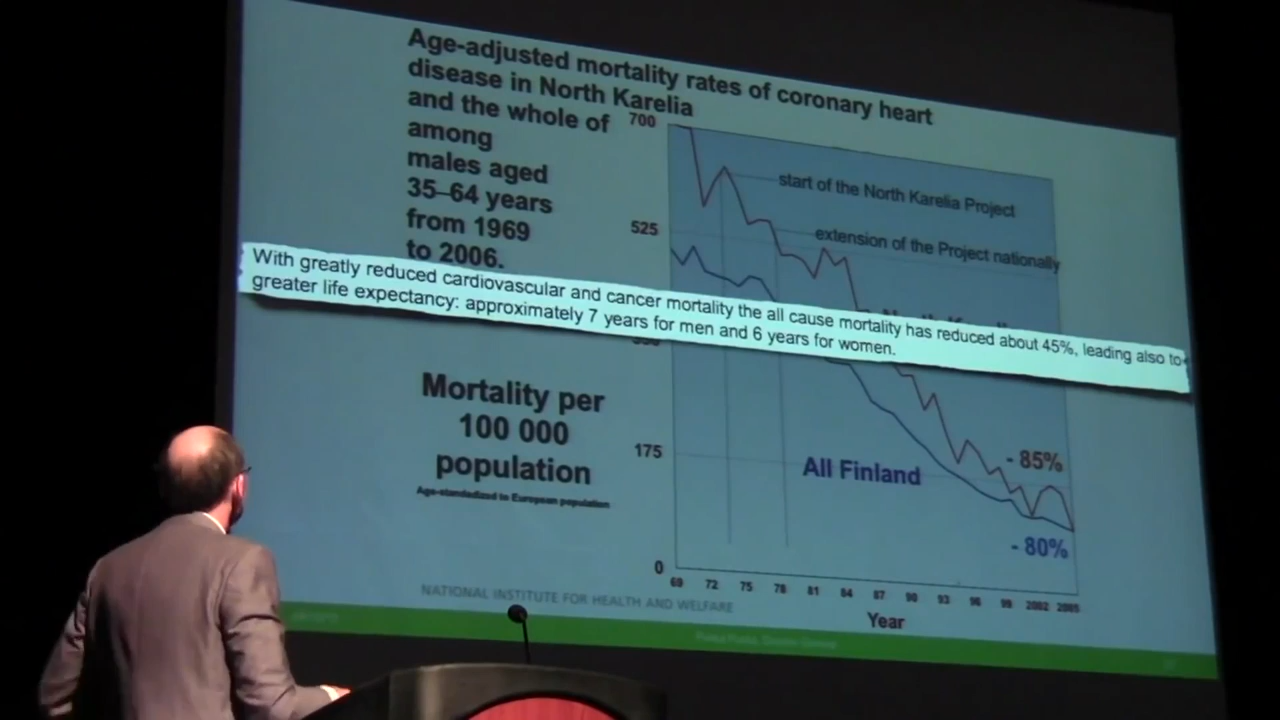 Age-adjusted mortality rates of coronary heart
disease in North Karelia
and the whole of
among
males aged
35–64 years
from 1969
to 2006.
700
start of the North Karelia Project
525
extension of the Project nationally
With greatly reduced cardiovascular and cancer mortality the all cause mortality has reduced about 45%, leading also to
greater life expectancy: approximately 7 years for men and 6 years for women.
Mortality per
100 000
population
Age-standardized to European population
175
- 85%
All Finland
- 80%
0
69 72 75 78 81 84 87 90 93 96 99 2002 2005
Year
NATIONAL INSTITUTE FOR HEALTH AND WELFARE